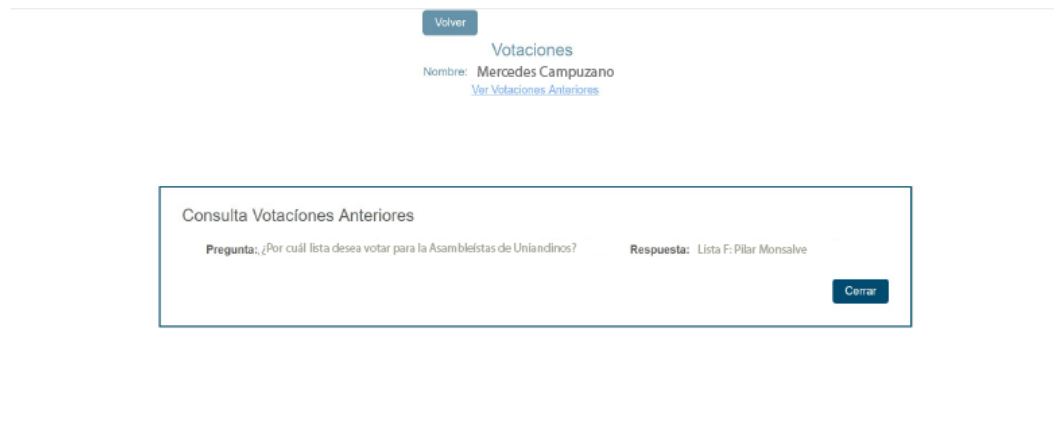 Volver
Votaciones
Nombre: Mercedes Campuzano
Ver Votaciones Anteriores
Consulta Votaciones Anteriores
Pregunta: ¿Por cuál lista desea votar para la Asambleístas de Uniandinos? Respuesta: Lista F: Pilar Monsalve
Cerrar